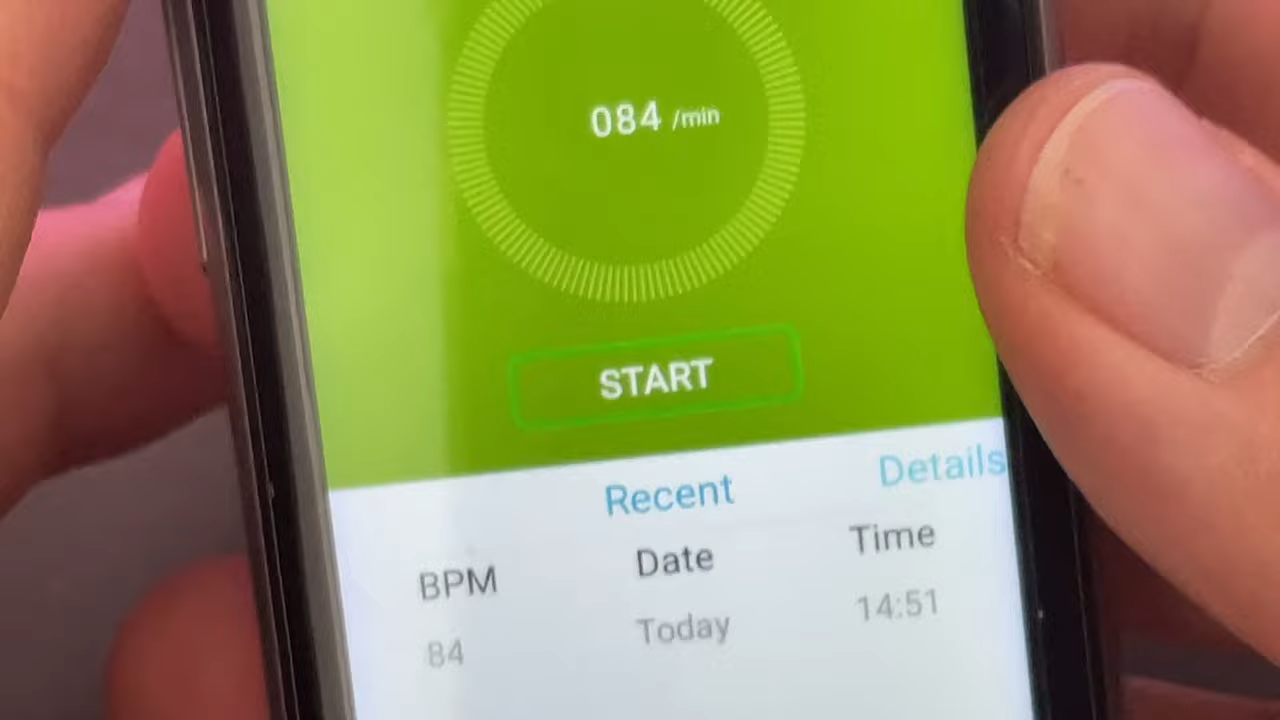 084 /min
START
Recent Details
BPM Date Time
84 Today 14:51